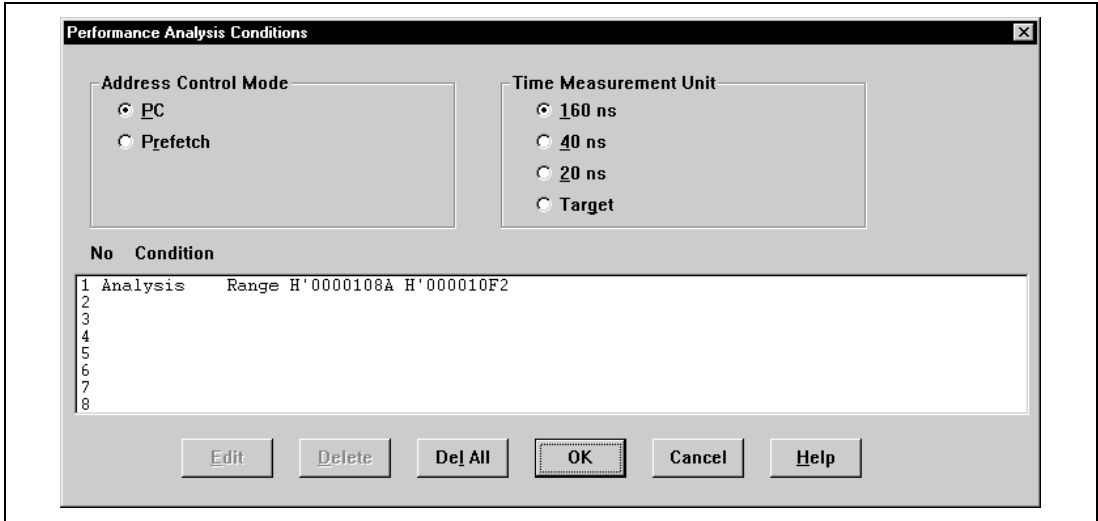 Performance Analysis Conditions
Address Control Mode
PC
Prefetch
Time Measurement Unit
160 ns
40 ns
20 ns
Target
No Condition
1 Analysis Range H'0000108A H'000010F2
2
3
4
5
6
7
8
Edit Delete Del All OK Cancel Help